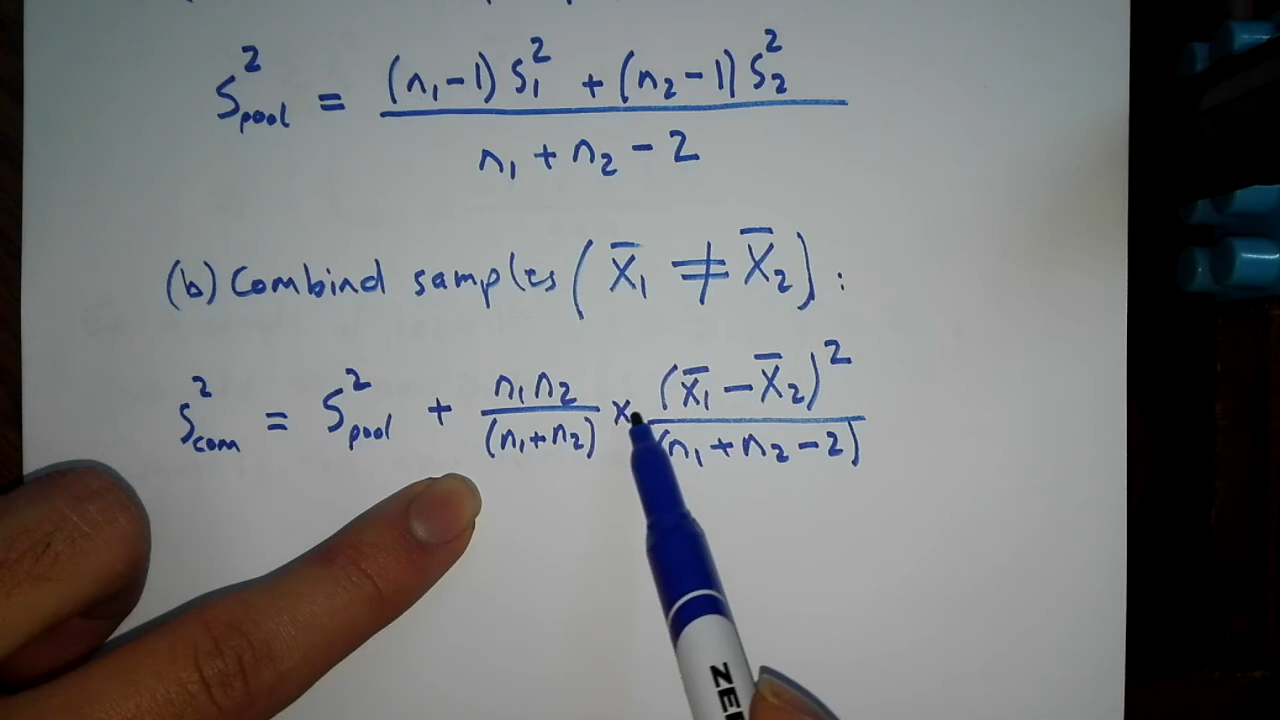 S²pool = (n₁-1) S₁² + (n₂-1) S₂²
n₁ + n₂ - 2
(b) Combind samples (X̄₁ ≠ X̄₂) :
S²com = S²pool + n₁n₂/(n₁+n₂) × (X̄₁ - X̄₂)²/(n₁+n₂-2)
ZE